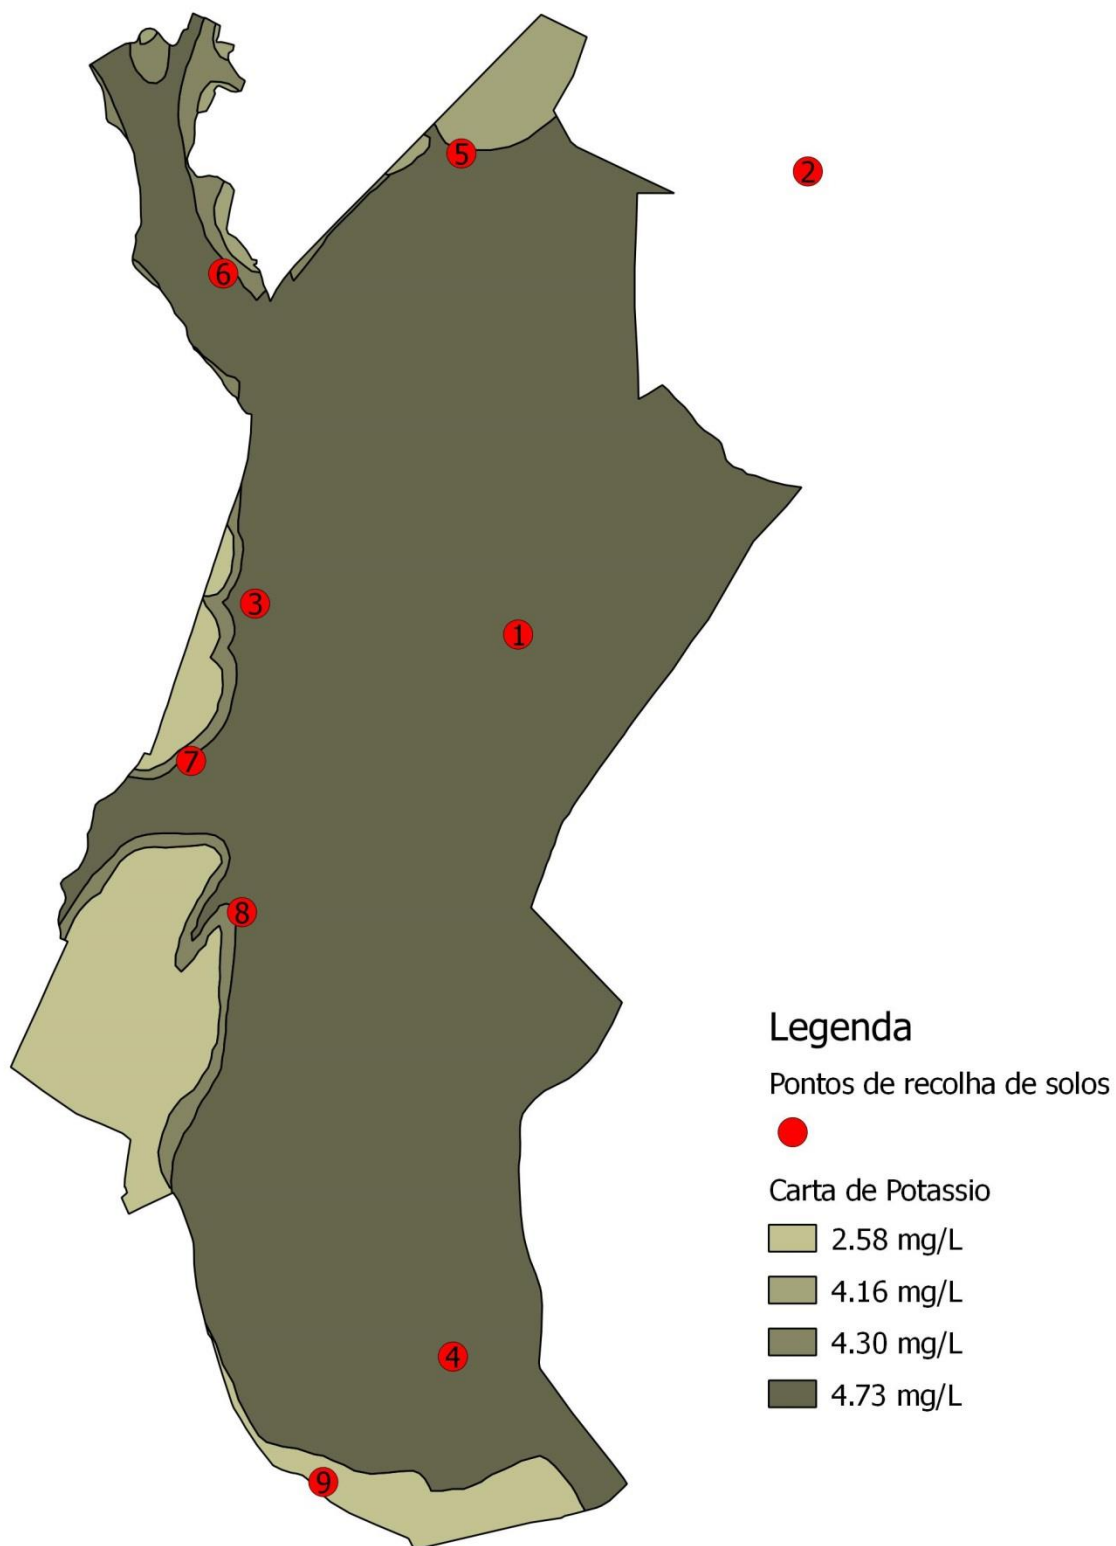 5
2
6
3
1
7
8
4
9
Legenda
Pontos de recolha de solos
Carta de Potassio
2.58 mg/L
4.16 mg/L
4.30 mg/L
4.73 mg/L